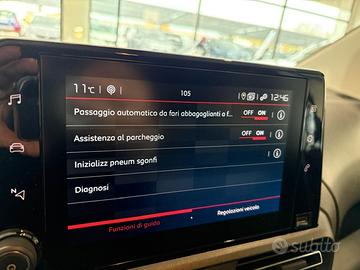 11°C 105 12:46
Passaggio automatico da fari abbaglianti a f... OFF ON
Assistenza al parcheggio OFF ON
Inizializz pneum sgonfi
Diagnosi
Funzioni di guida Regolazioni veicolo
N
subito